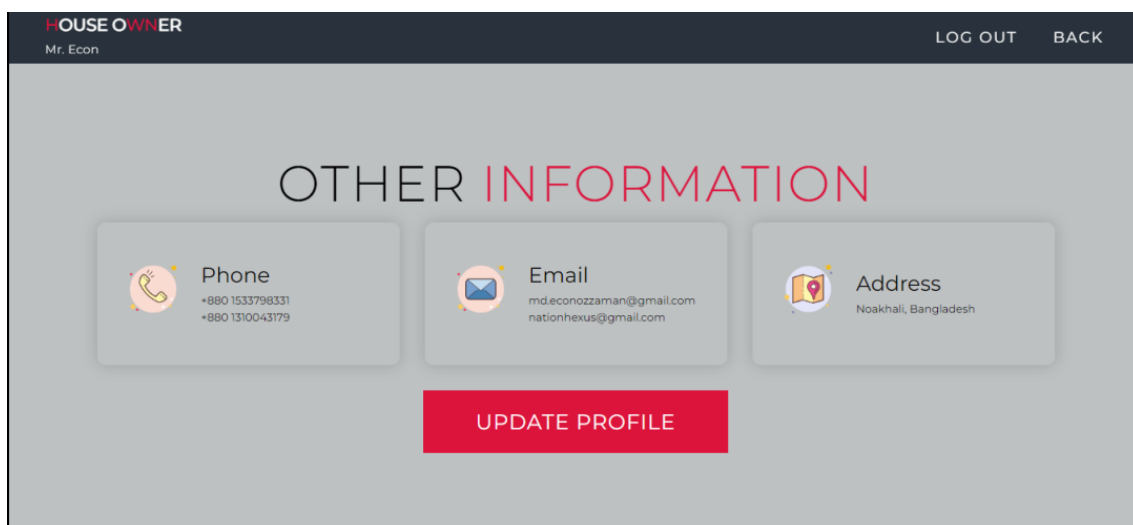 HOUSE OWNER
Mr. Econ
LOG OUT BACK
OTHER INFORMATION
Phone
+880 1533798331
+880 1310043179
Email
md.econozzaman@gmail.com
nationhexus@gmail.com
Address
Noakhali, Bangladesh
UPDATE PROFILE